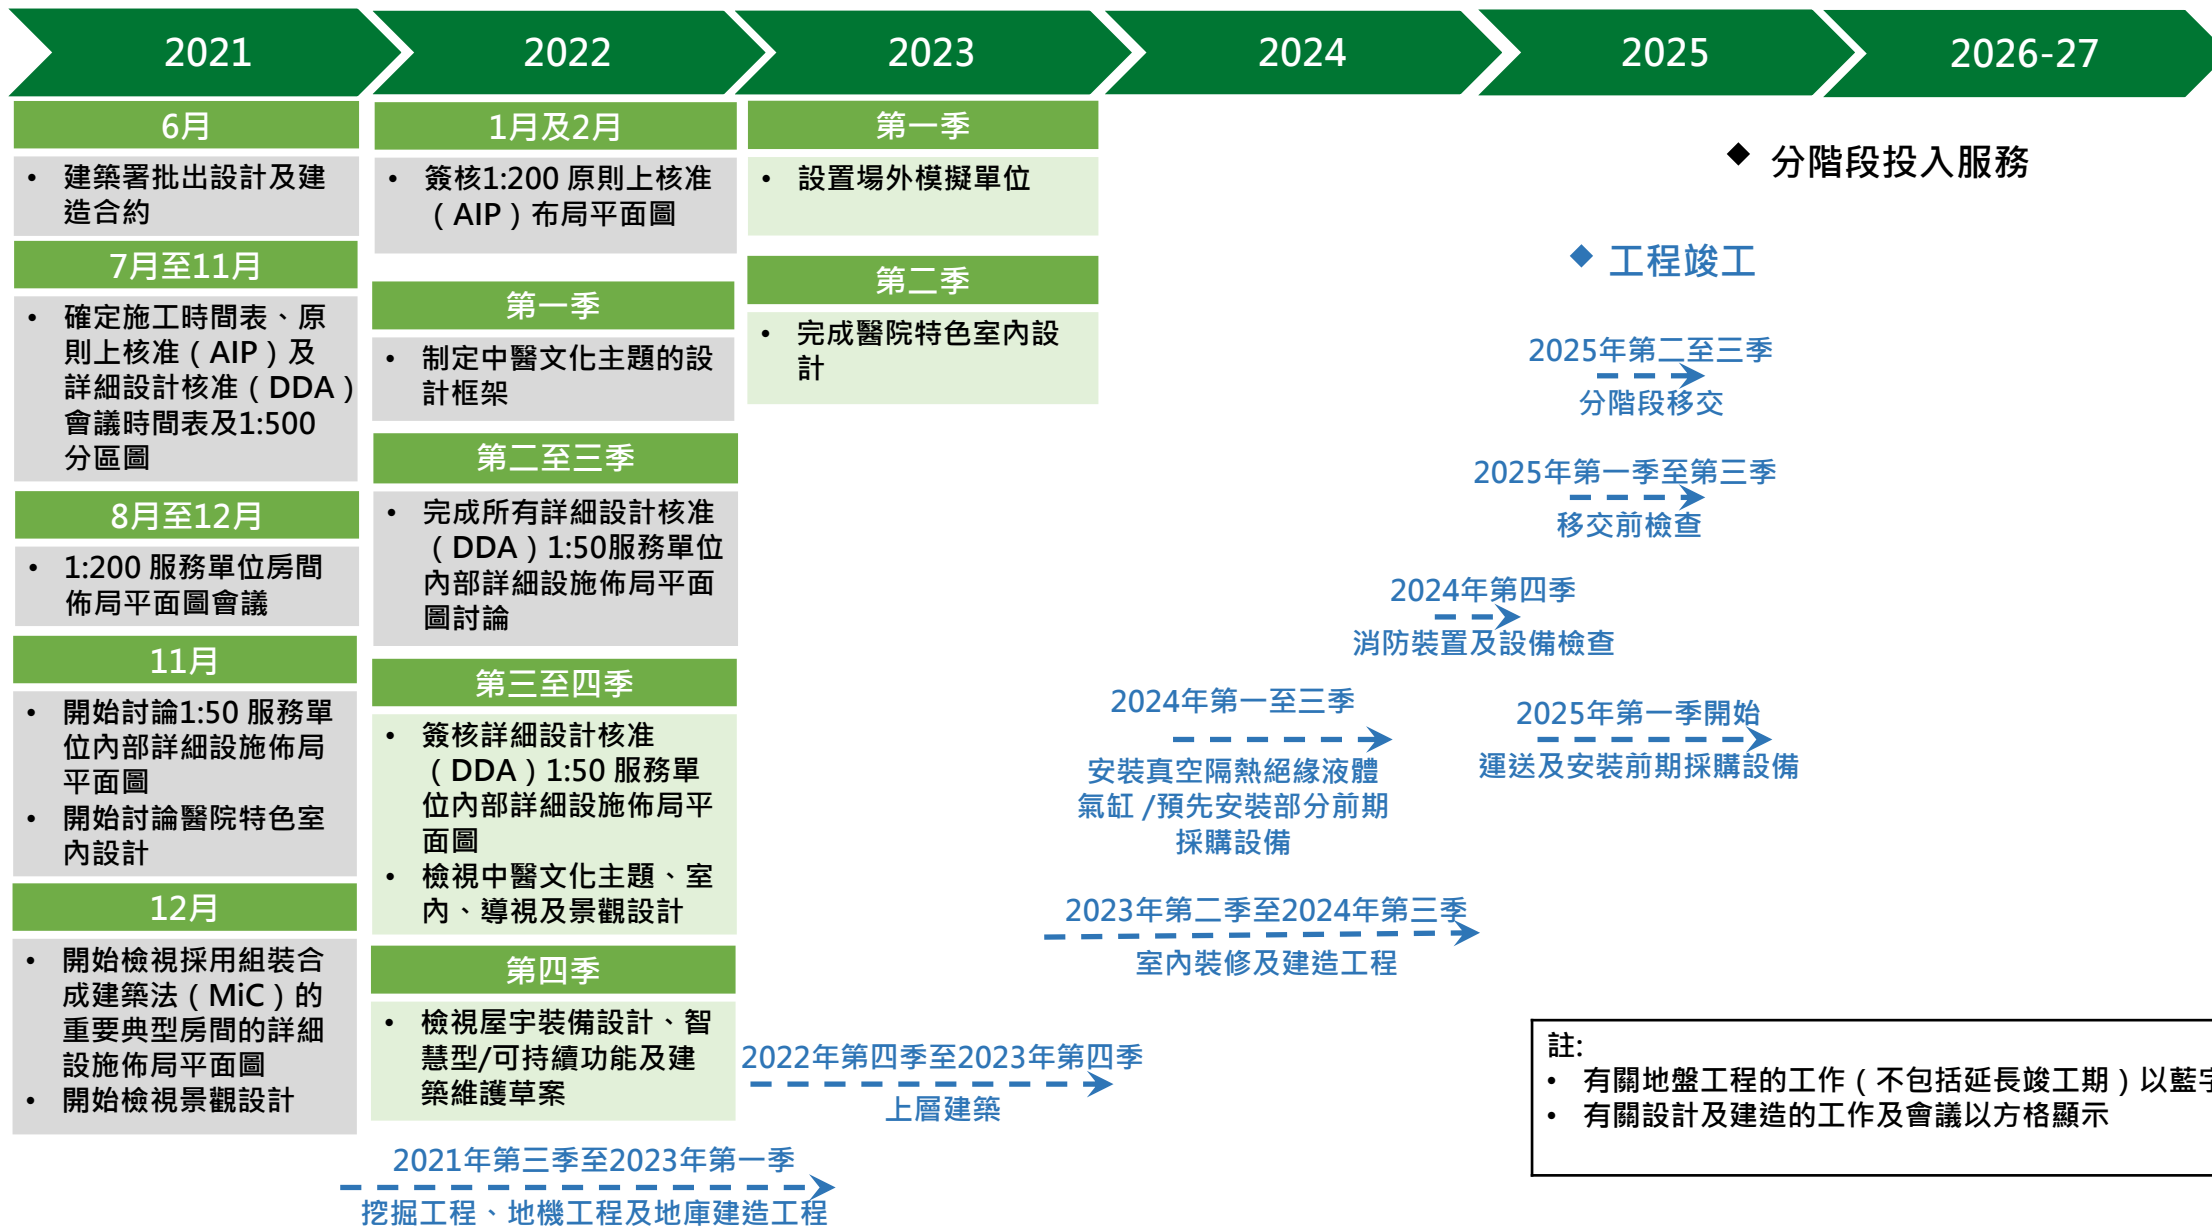 2021
2022
2023
2024
2025
2026-27
6月
• 建築署批出設計及建
造合約
7月至11月
• 確定施工時間表、原
則上核准（AIP）及
詳細設計核准（DDA）
會議時間表及1:500
分區圖
8月至12月
• 1:200 服務單位房間
佈局平面圖會議
11月
• 開始討論1:50 服務單
位內部詳細設施佈局
平面圖
• 開始討論醫院特色室
內設計
12月
• 開始檢視採用組裝合
成建築法（MiC）的
重要典型房間的詳細
設施佈局平面圖
• 開始檢視景觀設計
1月及2月
• 簽核1:200 原則上核准
（AIP）布局平面圖
第一季
• 制定中醫文化主題的設
計框架
第二至三季
• 完成所有詳細設計核准
（DDA）1:50服務單位
內部詳細設施佈局平面
圖討論
第三至四季
• 簽核詳細設計核准
（DDA）1:50 服務單
位內部詳細設施佈局平
面圖
• 檢視中醫文化主題、室
內、導視及景觀設計
第四季
• 檢視屋宇裝備設計、智
慧型/可持續功能及建
築維護草案
第一季
• 設置場外模擬單位
第二季
• 完成醫院特色室內設
計
◆ 分階段投入服務
◆ 工程竣工
2025年第二至三季
分階段移交
2025年第一季至第三季
移交前檢查
2024年第四季
消防裝置及設備檢查
2024年第一至三季
安裝真空隔熱絕緣液體
氣缸 /預先安裝部分前期
採購設備
2025年第一季開始
運送及安裝前期採購設備
2023年第二季至2024年第三季
室內裝修及建造工程
2022年第四季至2023年第四季
上層建築
2021年第三季至2023年第一季
挖掘工程、地機工程及地庫建造工程
註:
• 有關地盤工程的工作（不包括延長竣工期）以藍字
• 有關設計及建造的工作及會議以方格顯示